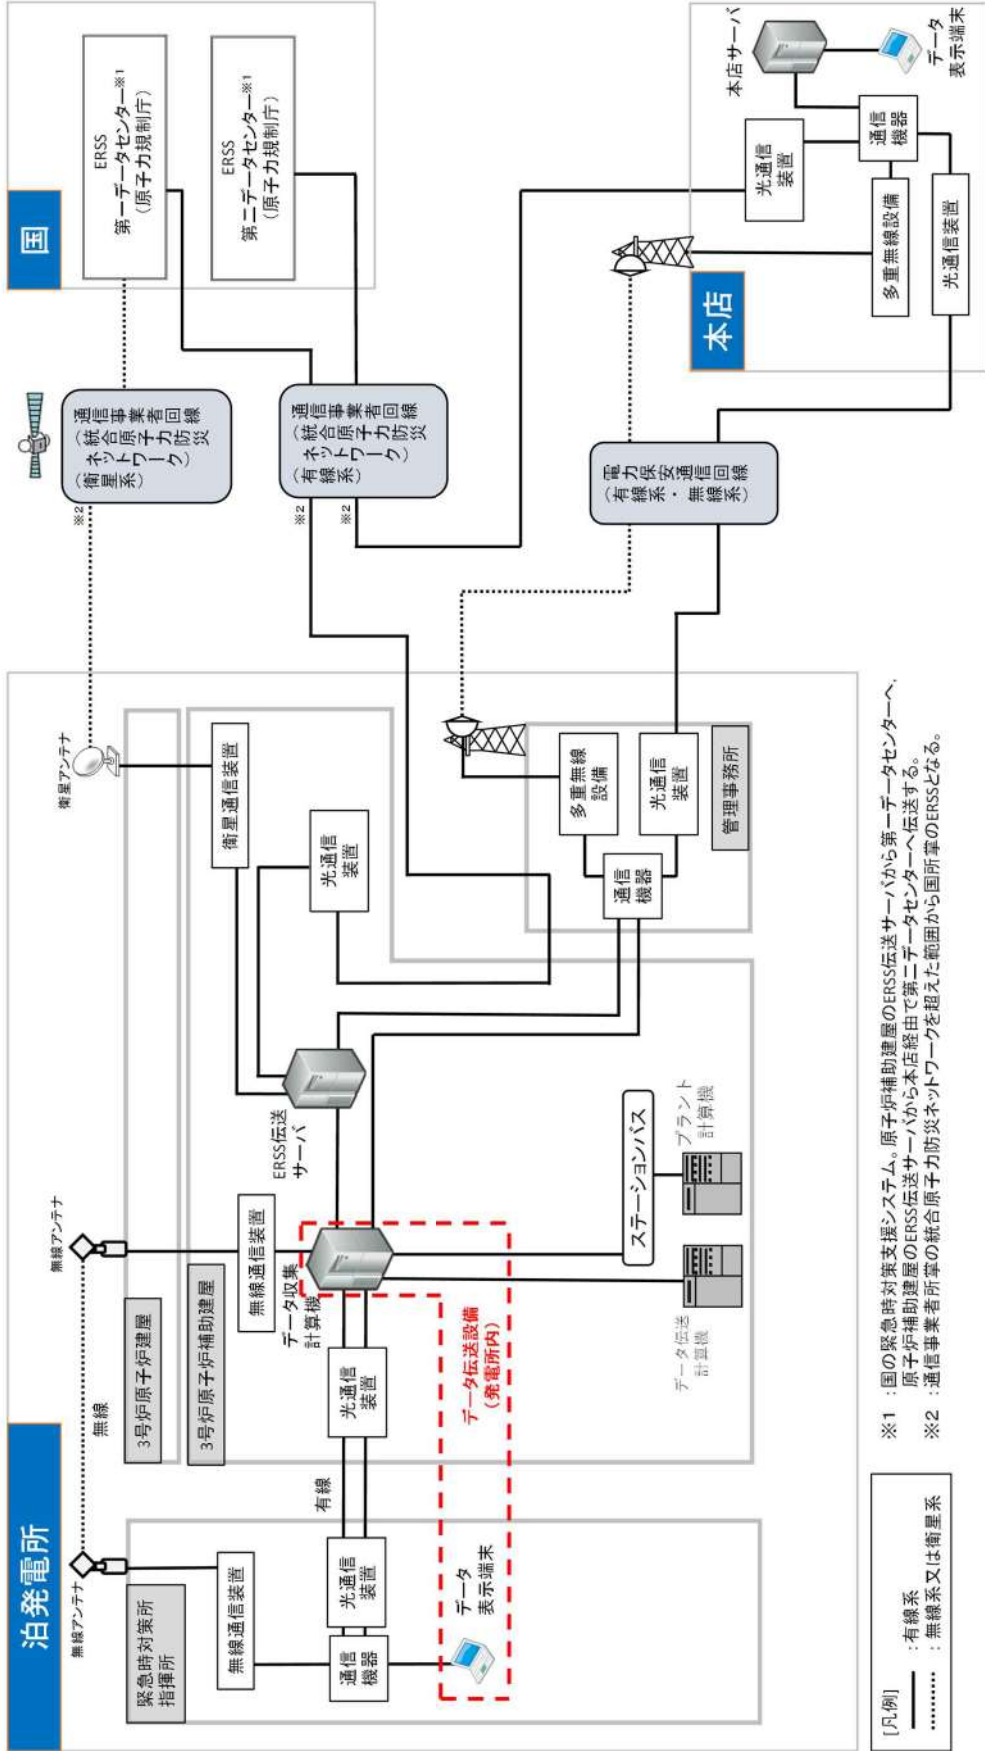 泊発電所
無線アンテナ
無線
無線アンテナ
衛星アンテナ
緊急時対策所
指揮所
3号炉原子炉建屋
3号炉原子炉補助建屋
無線通信装置
無線通信装置
衛星通信装置
ERSS伝送
サーバ
データ収集
計算機
光通信
装置
有線
通信
機器
光通信
装置
光通信
装置
データ
表示端末
データ伝送設備
(発電所内)
ステーションバス
データ伝送
計算機
プラント
計算機
多重無線
設備
通信
機器
光通信
装置
管理事務所
※2
通信事業者回線
(統合原子力防災
ネットワーク)
(衛星系)
※2
※2
通信事業者回線
(統合原子力防災
ネットワーク)
(有線系)
電力保安通信回線
(有線系・無線系)
国
ERSS
第一データセンター※1
(原子力規制庁)
ERSS
第二データセンター※1
(原子力規制庁)
本店
光通信
装置
本店サーバ
通信
機器
多重無線設備
光通信装置
データ
表示端末
[凡例]
:有線系
:無線系又は衛星系
※1 :国の緊急時対策支援システム。原子炉補助建屋のERSS伝送サーバから第一データセンターへ,
原子炉補助建屋のERSS伝送サーバから本店経由で第二データセンターへ伝送する。
※2 :通信事業者所掌の統合原子力防災ネットワークを超えた範囲から国所掌のERSSとなる。